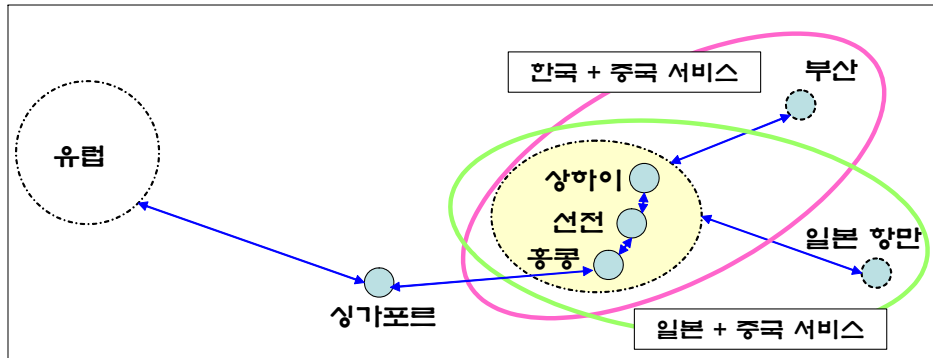 한국 + 중국 서비스
부산
유럽
상하이
선전
홍콩
일본 항만
싱가포르
일본 + 중국 서비스